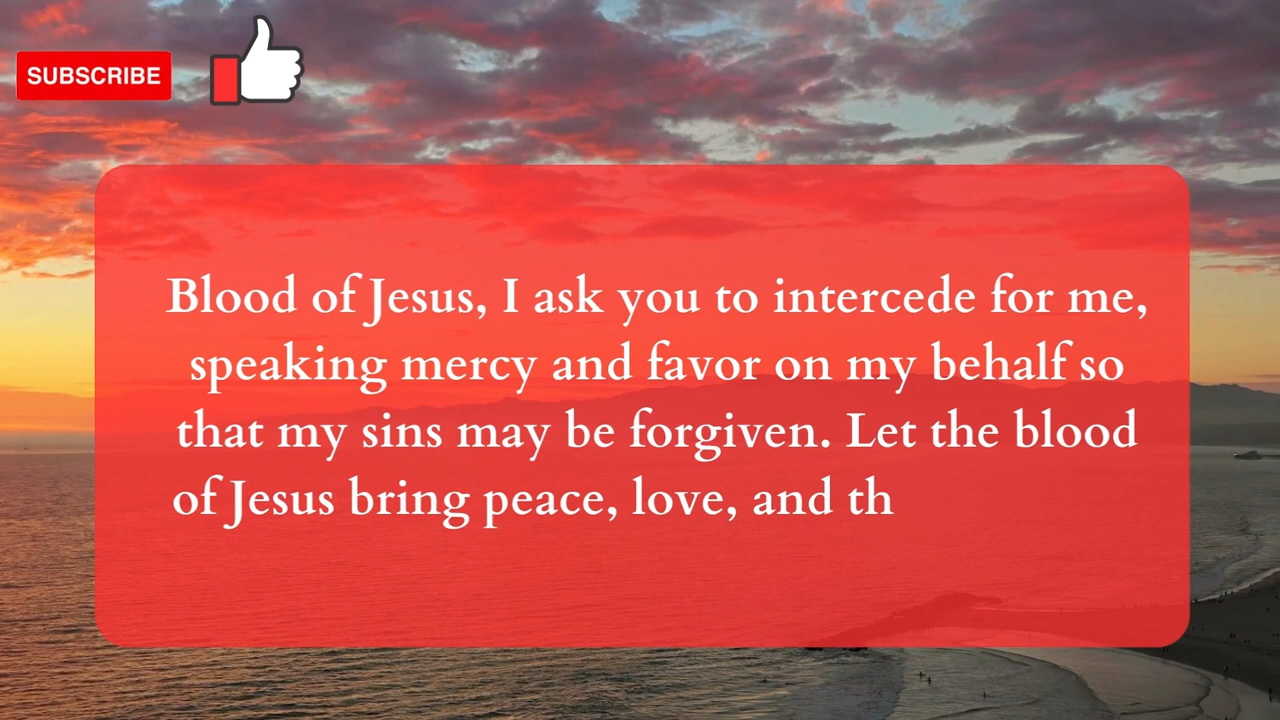 SUBSCRIBE
Blood of Jesus, I ask you to intercede for me,
speaking mercy and favor on my behalf so
that my sins may be forgiven. Let the blood
of Jesus bring peace, love, and th